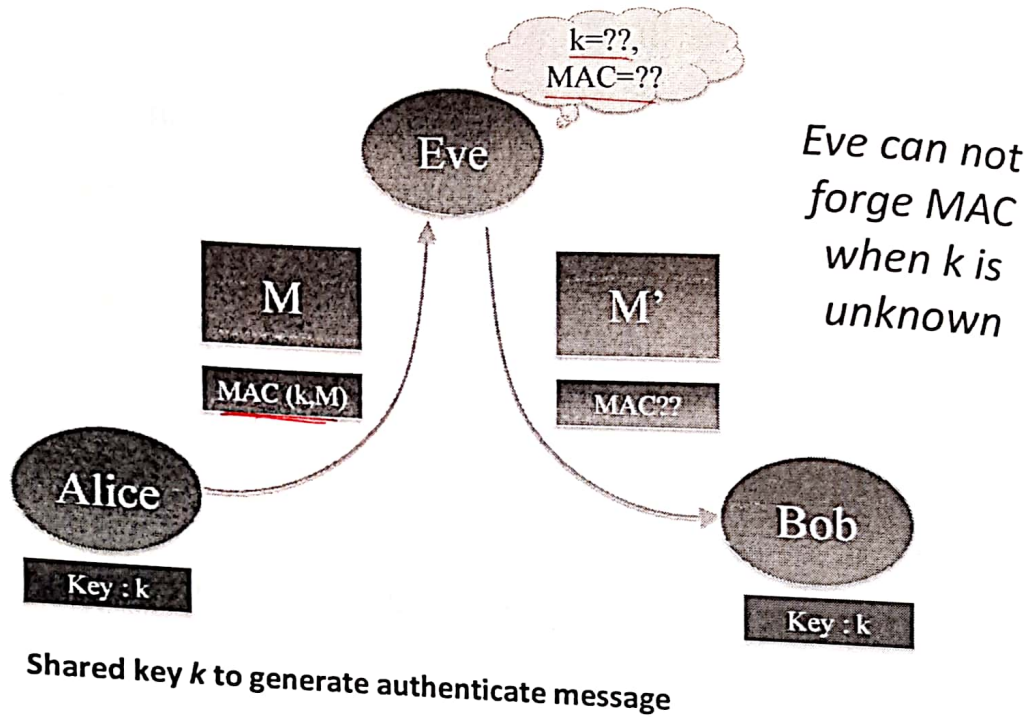 k=??,
MAC=??
Eve
Eve can not
forge MAC
when k is
unknown
M
M’
MAC (k,M)
MAC??
Alice
Bob
Key : k
Key : k
Shared key k to generate authenticate message